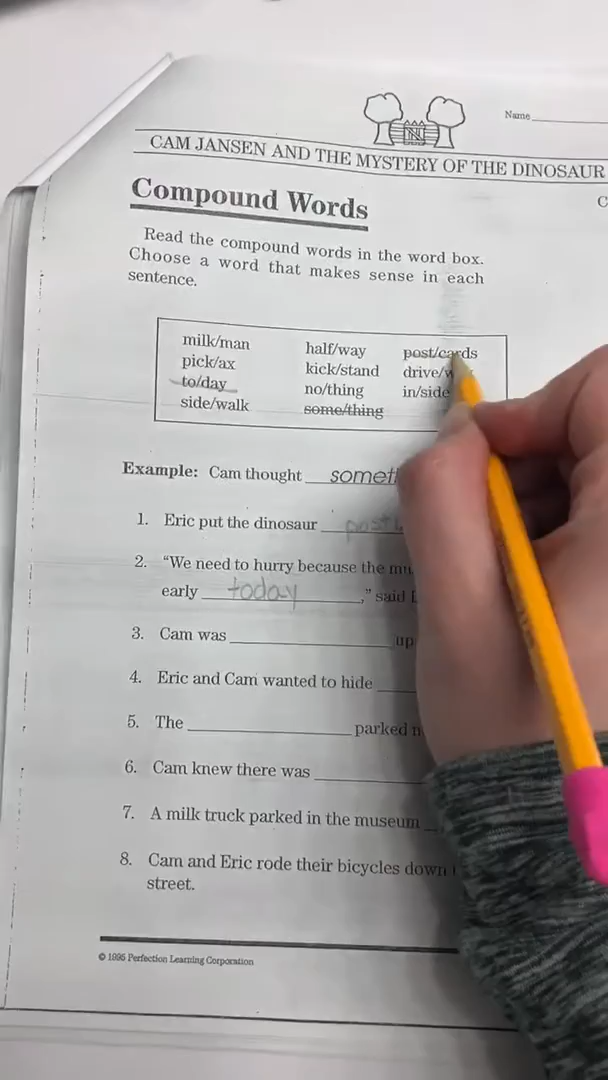 Name
CAM JANSEN AND THE MYSTERY OF THE DINOSAUR
Compound Words
C
Read the compound words in the word box.
Choose a word that makes sense in each
sentence.
milk/man half/way post/cards
pick/ax kick/stand drive/w
to/day no/thing in/side
side/walk some/thing
Example: Cam thought someth
1. Eric put the dinosaur post
2. “We need to hurry because the mu
early today ,” said
3. Cam was up
4. Eric and Cam wanted to hide
5. The parked n
6. Cam knew there was
7. A milk truck parked in the museum
8. Cam and Eric rode their bicycles down
street.
© 1995 Perfection Learning Corporation